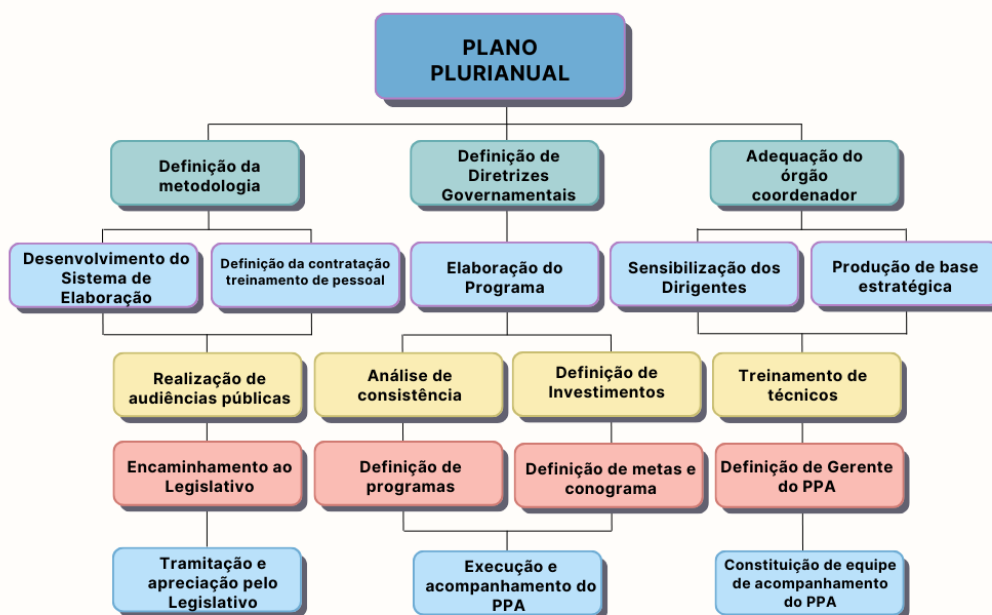 PLANO
PLURIANUAL
Definição da
metodologia
Definição de
Diretrizes
Governamentais
Adequação do
órgão
coordenador
Desenvolvimento do
Sistema de
Elaboração
Definição da contratação
treinamento de pessoal
Elaboração do
Programa
Sensibilização dos
Dirigentes
Produção de base
estratégica
Realização de
audiências públicas
Análise de
consistência
Definição de
Investimentos
Treinamento de
técnicos
Encaminhamento ao
Legislativo
Definição de
programas
Definição de metas e
conograma
Definição de Gerente
do PPA
Tramitação e
apreciação pelo
Legislativo
Execução e
acompanhamento do
PPA
Constituição de equipe
de acompanhamento
do PPA